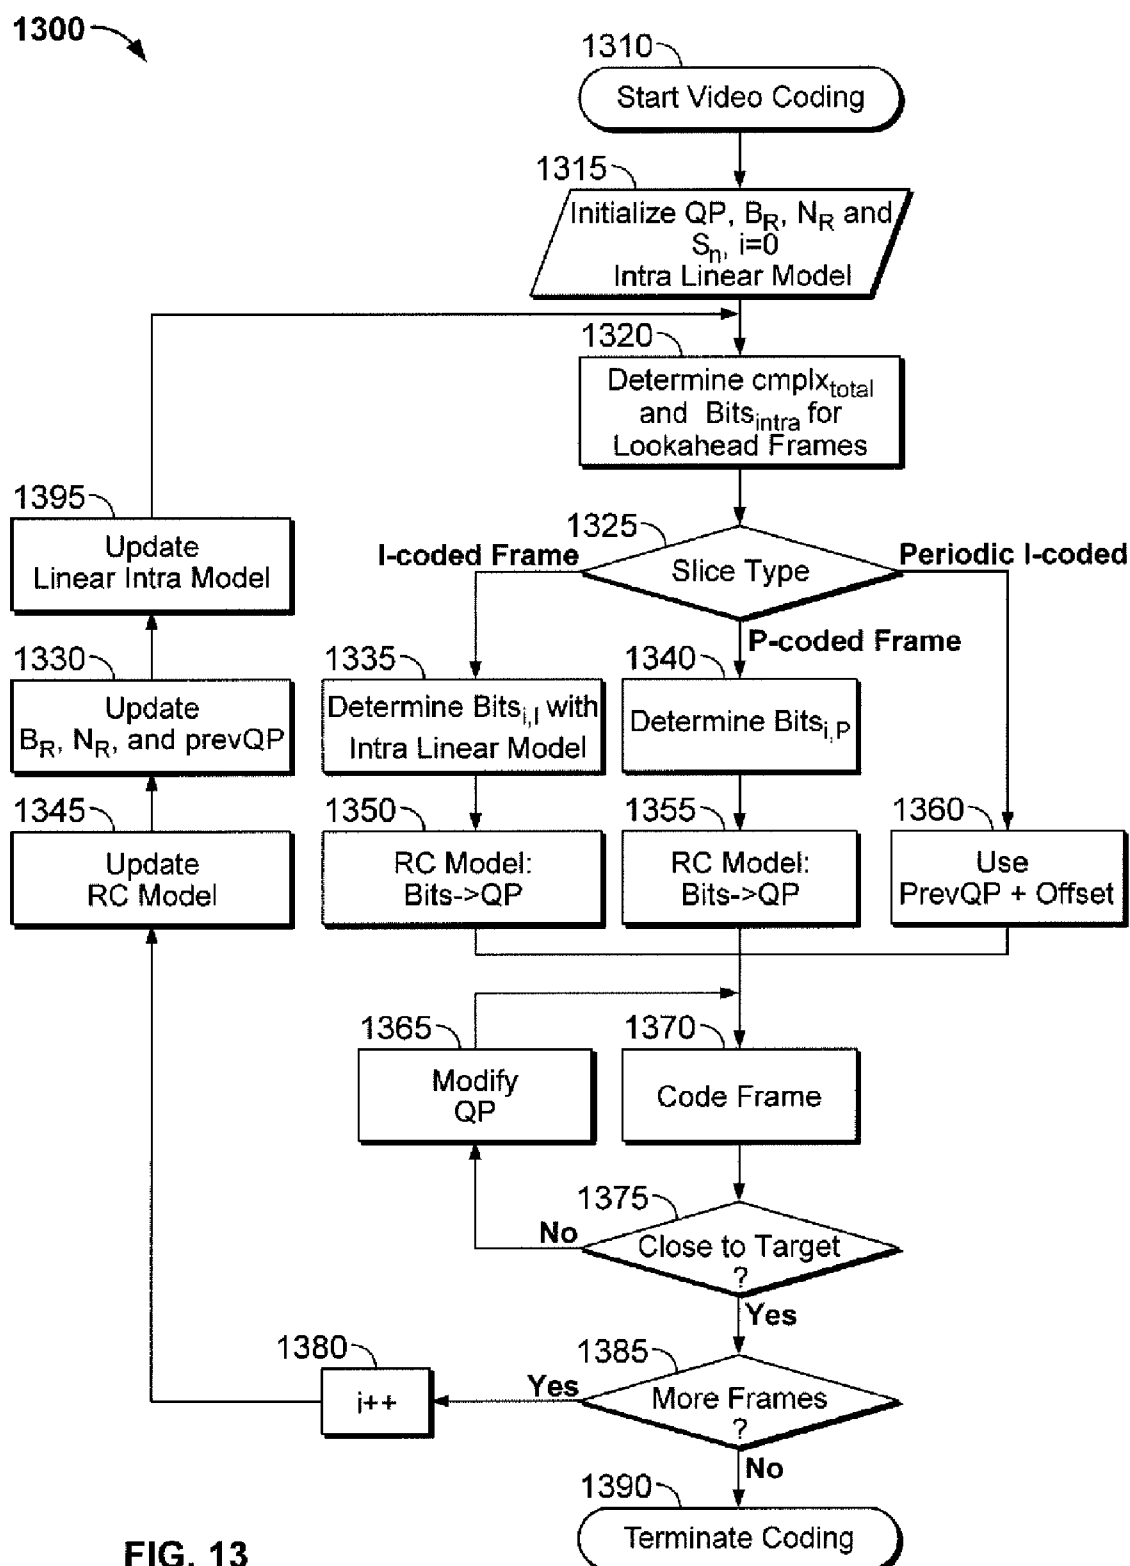 1300
1310
Start Video Coding
1315
Initialize QP, B_R, N_R and
S_n, i=0
Intra Linear Model
1320
Determine cmplx_total
and Bits_intra for
Lookahead Frames
1395
Update
Linear Intra Model
1325
I-coded Frame
Slice Type
Periodic I-coded
P-coded Frame
1330
Update
B_R, N_R, and prevQP
1335
Determine Bits_i,I with
Intra Linear Model
1340
Determine Bits_i,P
1345
Update
RC Model
1350
RC Model:
Bits->QP
1355
RC Model:
Bits->QP
1360
Use
PrevQP + Offset
1365
Modify
QP
1370
Code Frame
1375
No
Close to Target
?
Yes
1380
i++
1385
Yes
More Frames
?
No
1390
Terminate Coding
FIG. 13